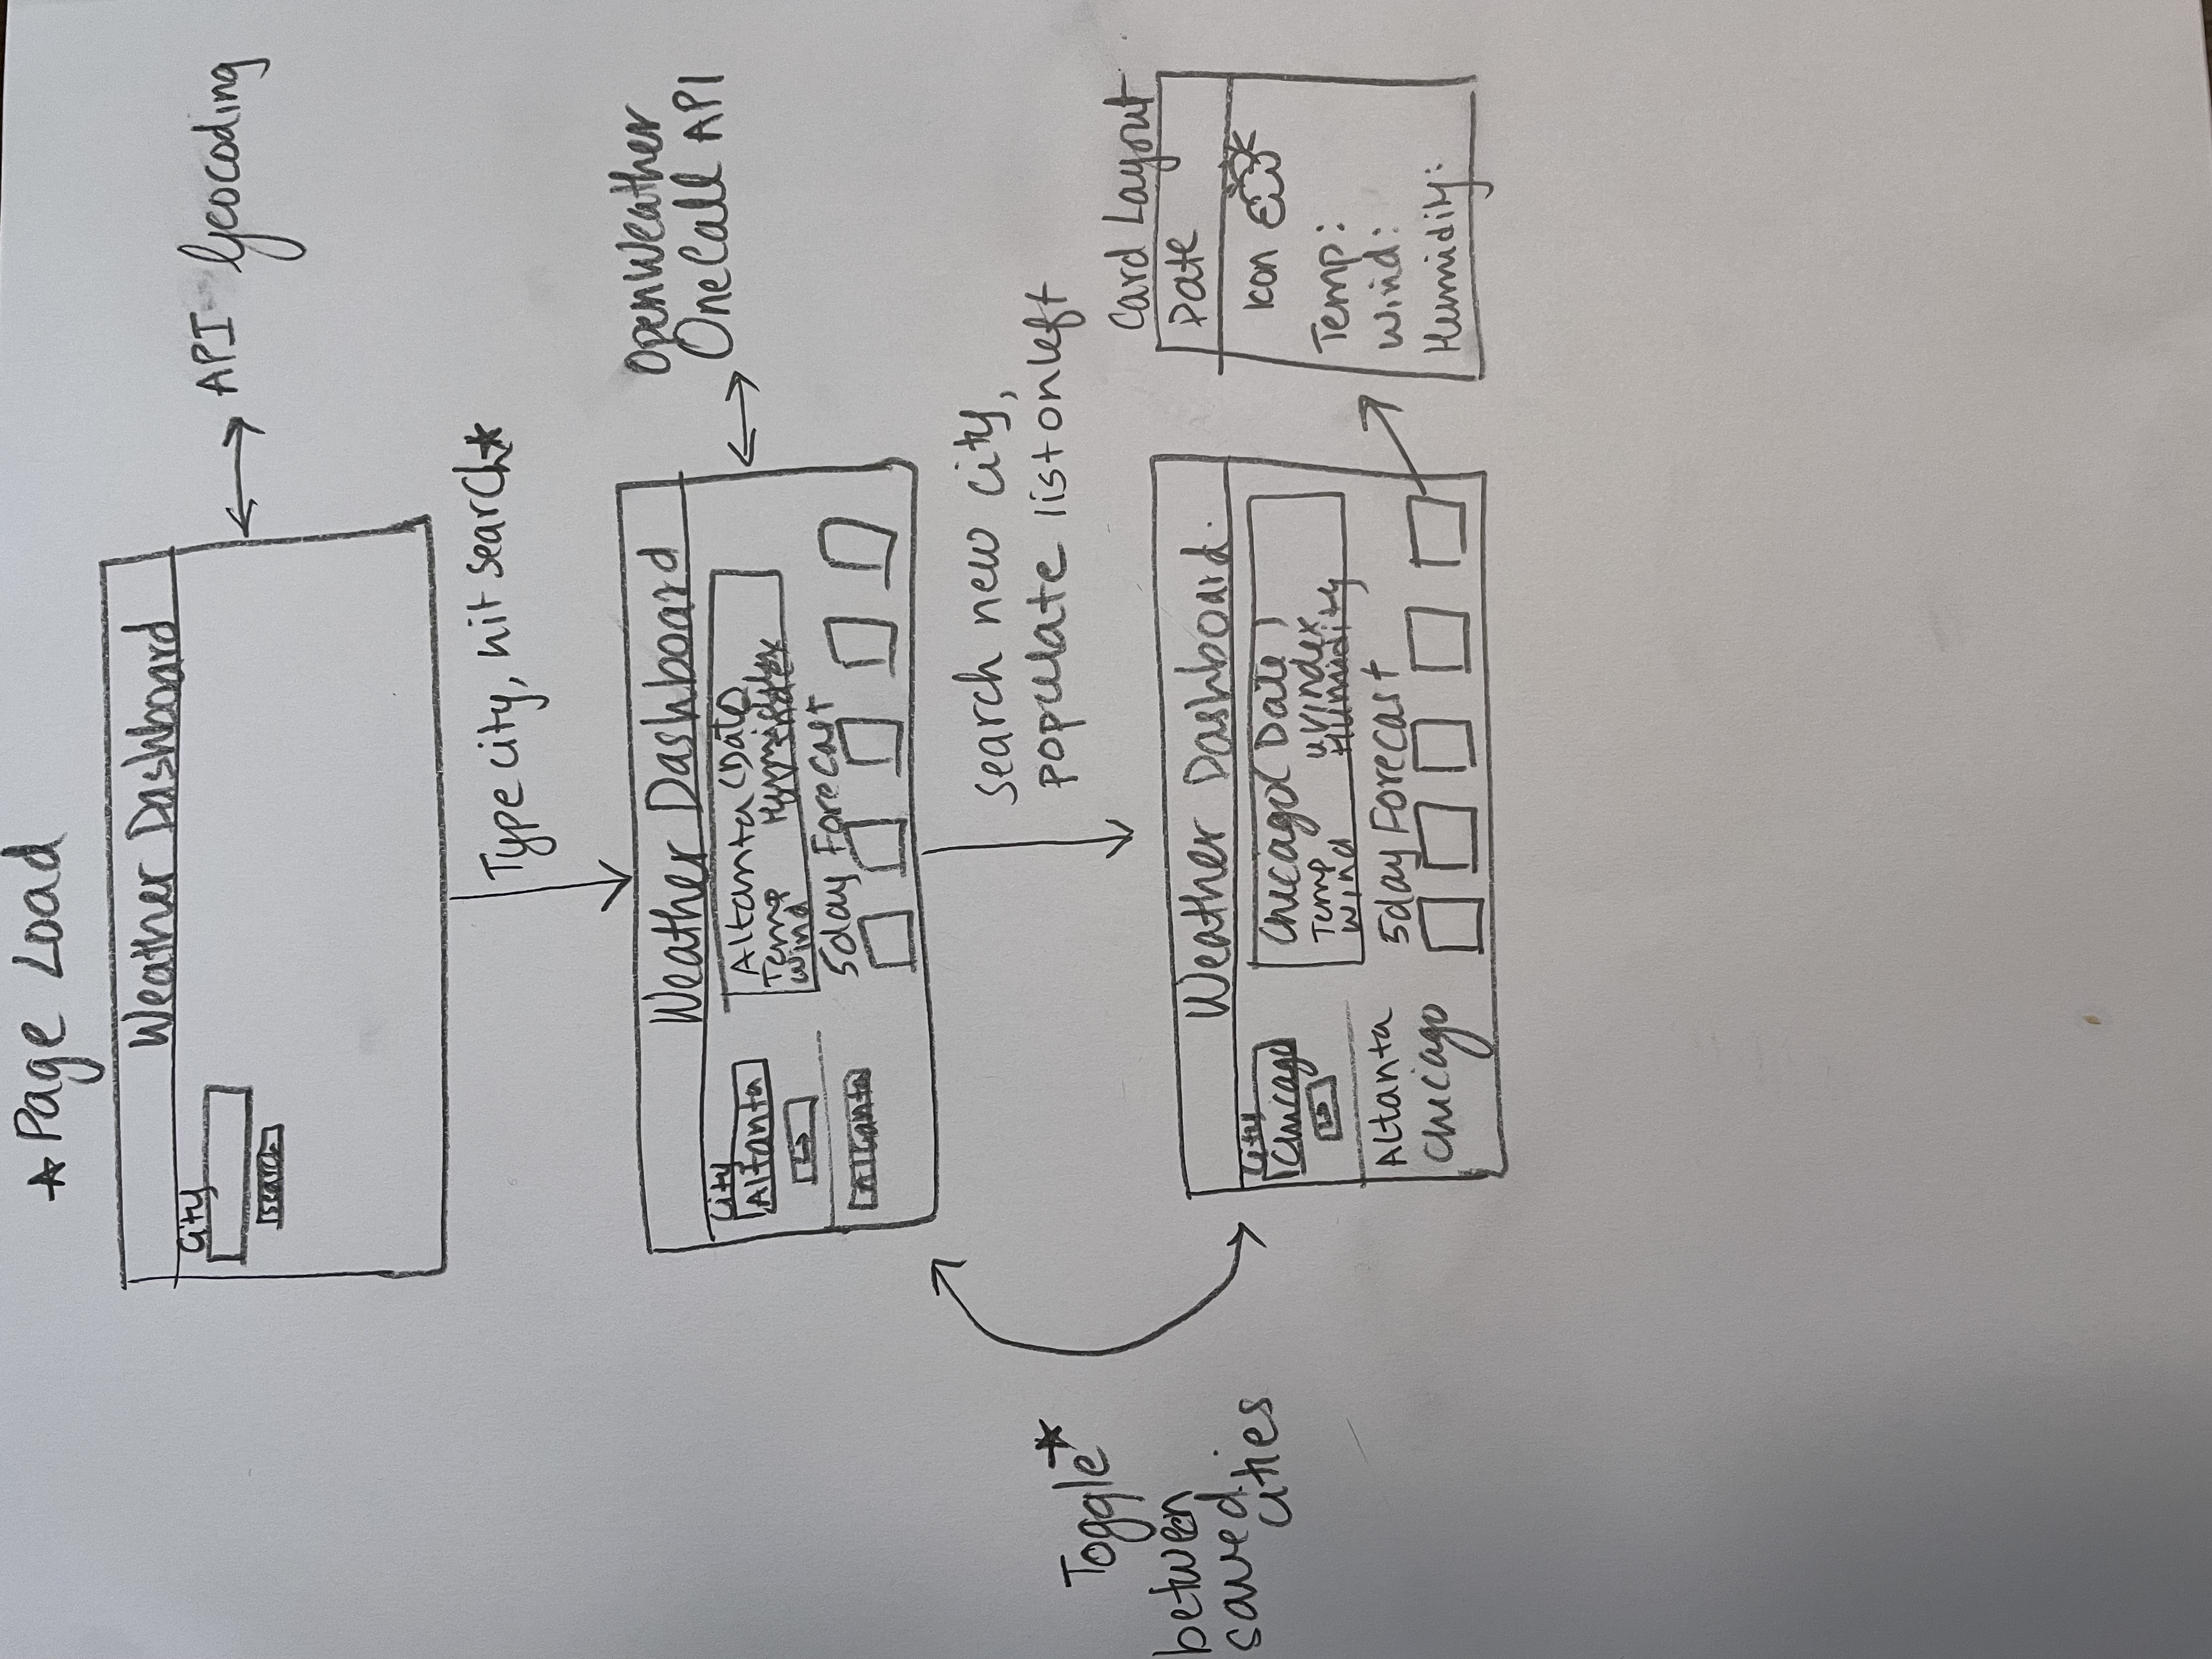 ★ Page Load
Weather Dashboard
City
Search
API Geocoding
Type city, hit search★
Weather Dashboard
OpenWeather
OneCall API
City
Altanta
Altanta (Date)
Temp Humidity
Wind UV index
5day Forecast
Altanta
search new city,
populate list on left
Toggle★
between
saved
cities
Weather Dashboard.
City
Chicago
Chicago (Date)
Temp uvindex
Wind Humidity
Altanta
Chicago
5day Forecast
Card Layout
Date
Icon
Temp:
Wind:
Humidity: